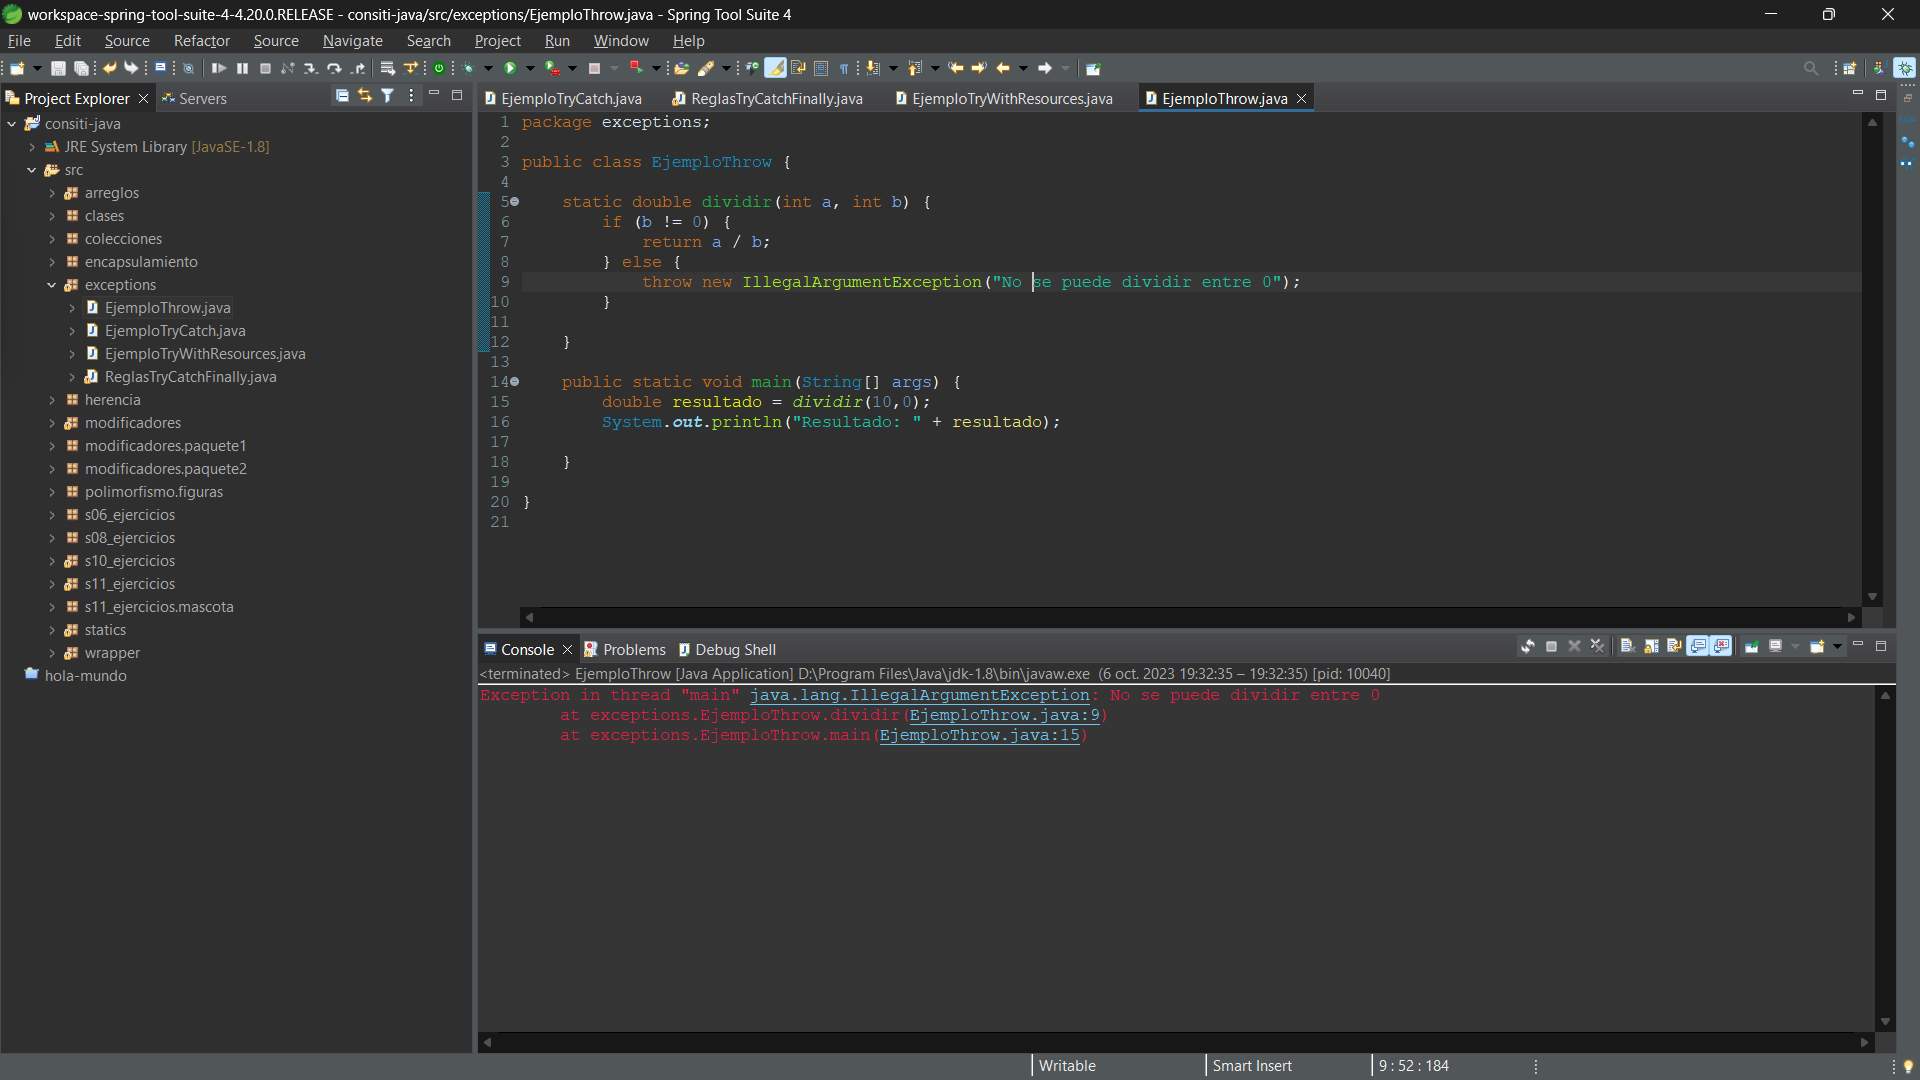 workspace-spring-tool-suite-4-4.20.0.RELEASE - consiti-java/src/exceptions/EjemploThrow.java - Spring Tool Suite 4
File Edit Source Refactor Source Navigate Search Project Run Window Help
Project Explorer Servers
consiti-java
JRE System Library [JavaSE-1.8]
src
arreglos
clases
colecciones
encapsulamiento
exceptions
EjemploThrow.java
EjemploTryCatch.java
EjemploTryWithResources.java
ReglasTryCatchFinally.java
herencia
modificadores
modificadores.paquete1
modificadores.paquete2
polimorfismo.figuras
s06_ejercicios
s08_ejercicios
s10_ejercicios
s11_ejercicios
s11_ejercicios.mascota
statics
wrapper
hola-mundo
EjemploTryCatch.java ReglasTryCatchFinally.java EjemploTryWithResources.java EjemploThrow.java
1 package exceptions;
2
3 public class EjemploThrow {
4
5 static double dividir(int a, int b) {
6 if (b != 0) {
7 return a / b;
8 } else {
9 throw new IllegalArgumentException("No se puede dividir entre 0");
10 }
11
12 }
13
14 public static void main(String[] args) {
15 double resultado = dividir(10,0);
16 System.out.println("Resultado: " + resultado);
17
18 }
19
20 }
21
Console Problems Debug Shell
<terminated> EjemploThrow [Java Application] D:\Program Files\Java\jdk-1.8\bin\javaw.exe (6 oct. 2023 19:32:35 – 19:32:35) [pid: 10040]
Exception in thread "main" java.lang.IllegalArgumentException: No se puede dividir entre 0
at exceptions.EjemploThrow.dividir(EjemploThrow.java:9)
at exceptions.EjemploThrow.main(EjemploThrow.java:15)
Writable Smart Insert 9 : 52 : 184